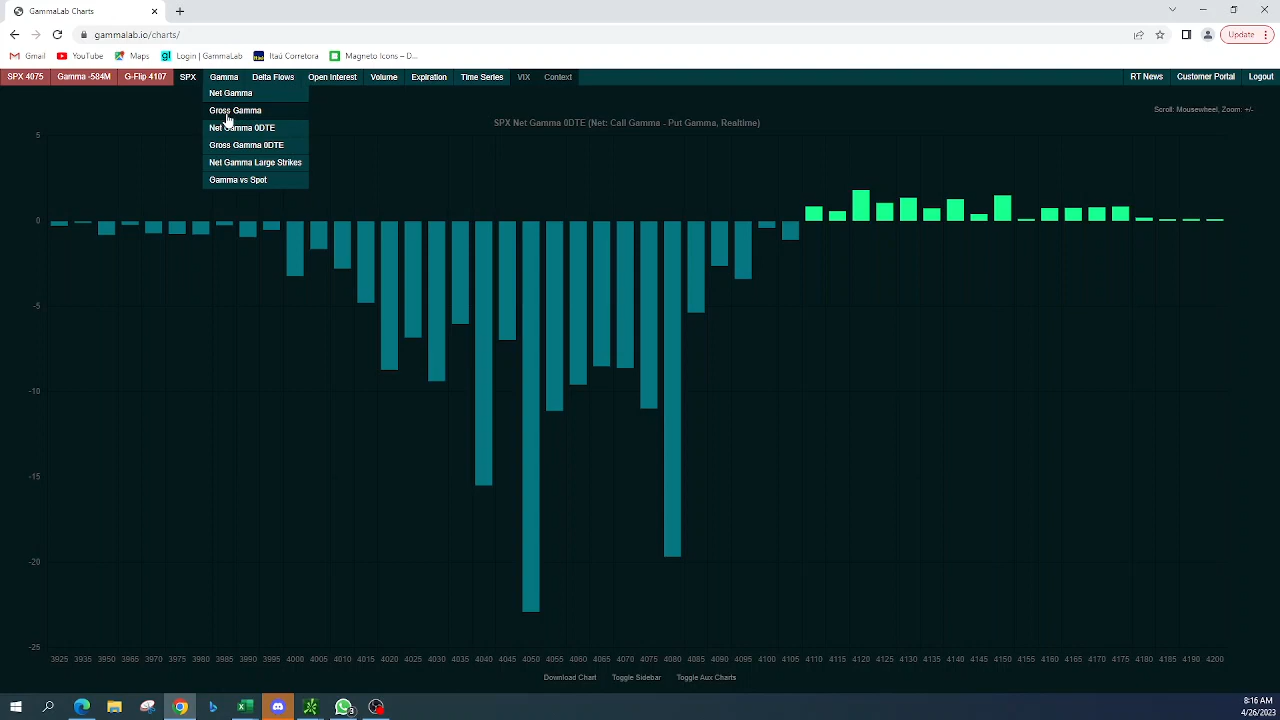 GammaLab Charts
gammalab.io/charts/
Update
Gmail YouTube Maps Login | GammaLab Itaú Corretora Magneto Icons – D...
SPX 4075 Gamma -584M G-Flip 4107 SPX Gamma Delta Flows Open Interest Volume Expiration Time Series VIX Context RT News Customer Portal Logout
Net Gamma
Gross Gamma
Net Gamma 0DTE
Gross Gamma 0DTE
Net Gamma Large Strikes
Gamma vs Spot
Scroll: Mousewheel, Zoom: +/-
SPX Net Gamma 0DTE (Net: Call Gamma - Put Gamma, Realtime)
5
0
-5
-10
-15
-20
-25
3925 3935 3950 3965 3970 3975 3980 3985 3990 3995 4000 4005 4010 4015 4020 4025 4030 4035 4040 4045 4050 4055 4060 4065 4070 4075 4080 4085 4090 4095 4100 4105 4110 4115 4120 4125 4130 4135 4140 4145 4150 4155 4160 4165 4170 4175 4180 4185 4190 4200
Download Chart Toggle Sidebar Toggle Aux Charts
3
8:16 AM
4/26/2023